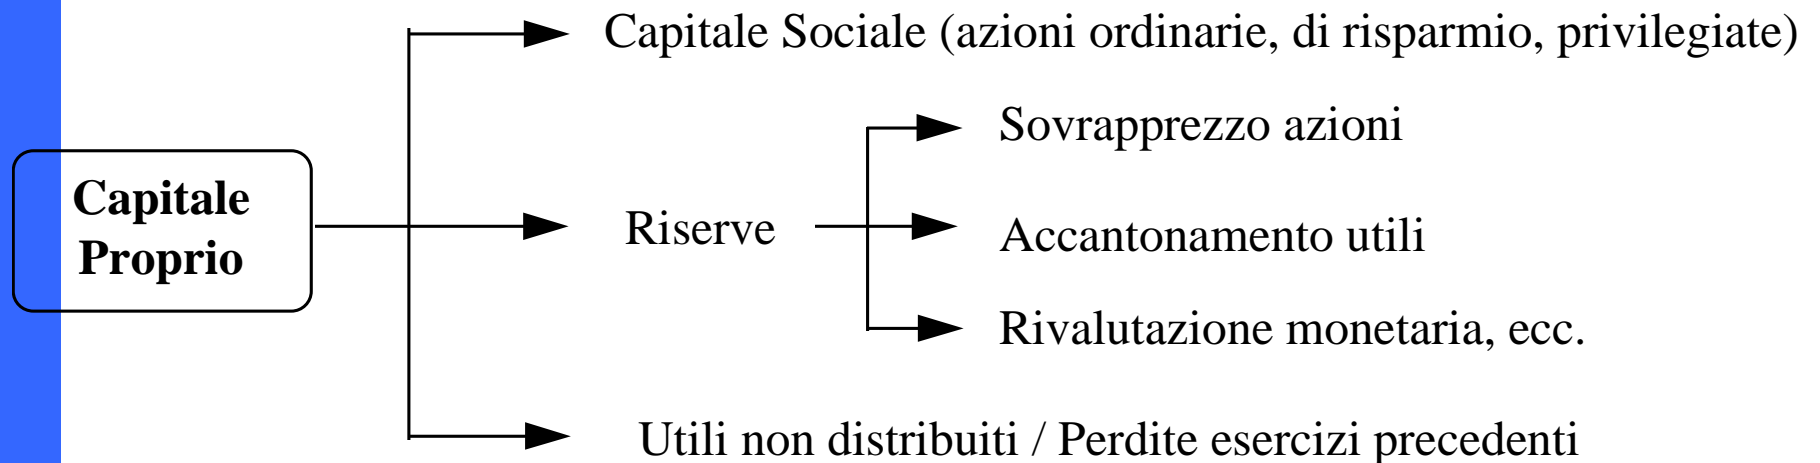 Capitale Sociale (azioni ordinarie, di risparmio, privilegiate)
Sovrapprezzo azioni
Capitale
Proprio
Riserve
Accantonamento utili
Rivalutazione monetaria, ecc.
Utili non distribuiti / Perdite esercizi precedenti